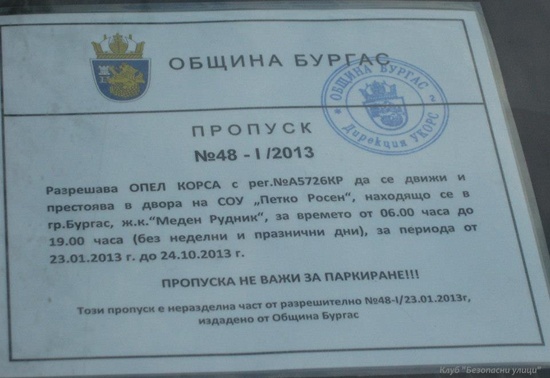 ОБЩИНА БУРГАС
ОБЩИНА БУРГАС
Дирекция УКОРС
ПРОПУСК
№48 - I /2013
Разрешава ОПЕЛ КОРСА с рег.№А5726КР да се движи и
престоява в двора на СОУ „Петко Росен", находящо се в
гр.Бургас, ж.к."Меден Рудник", за времето от 06.00 часа до
19.00 часа (без неделни и празнични дни), за периода от
23.01.2013 г. до 24.10.2013 г.
ПРОПУСКА НЕ ВАЖИ ЗА ПАРКИРАНЕ!!!
Този пропуск е неразделна част от разрешително №48-I/23.01.2013г,
издадено от Община Бургас
Клуб "Безопасни улици"